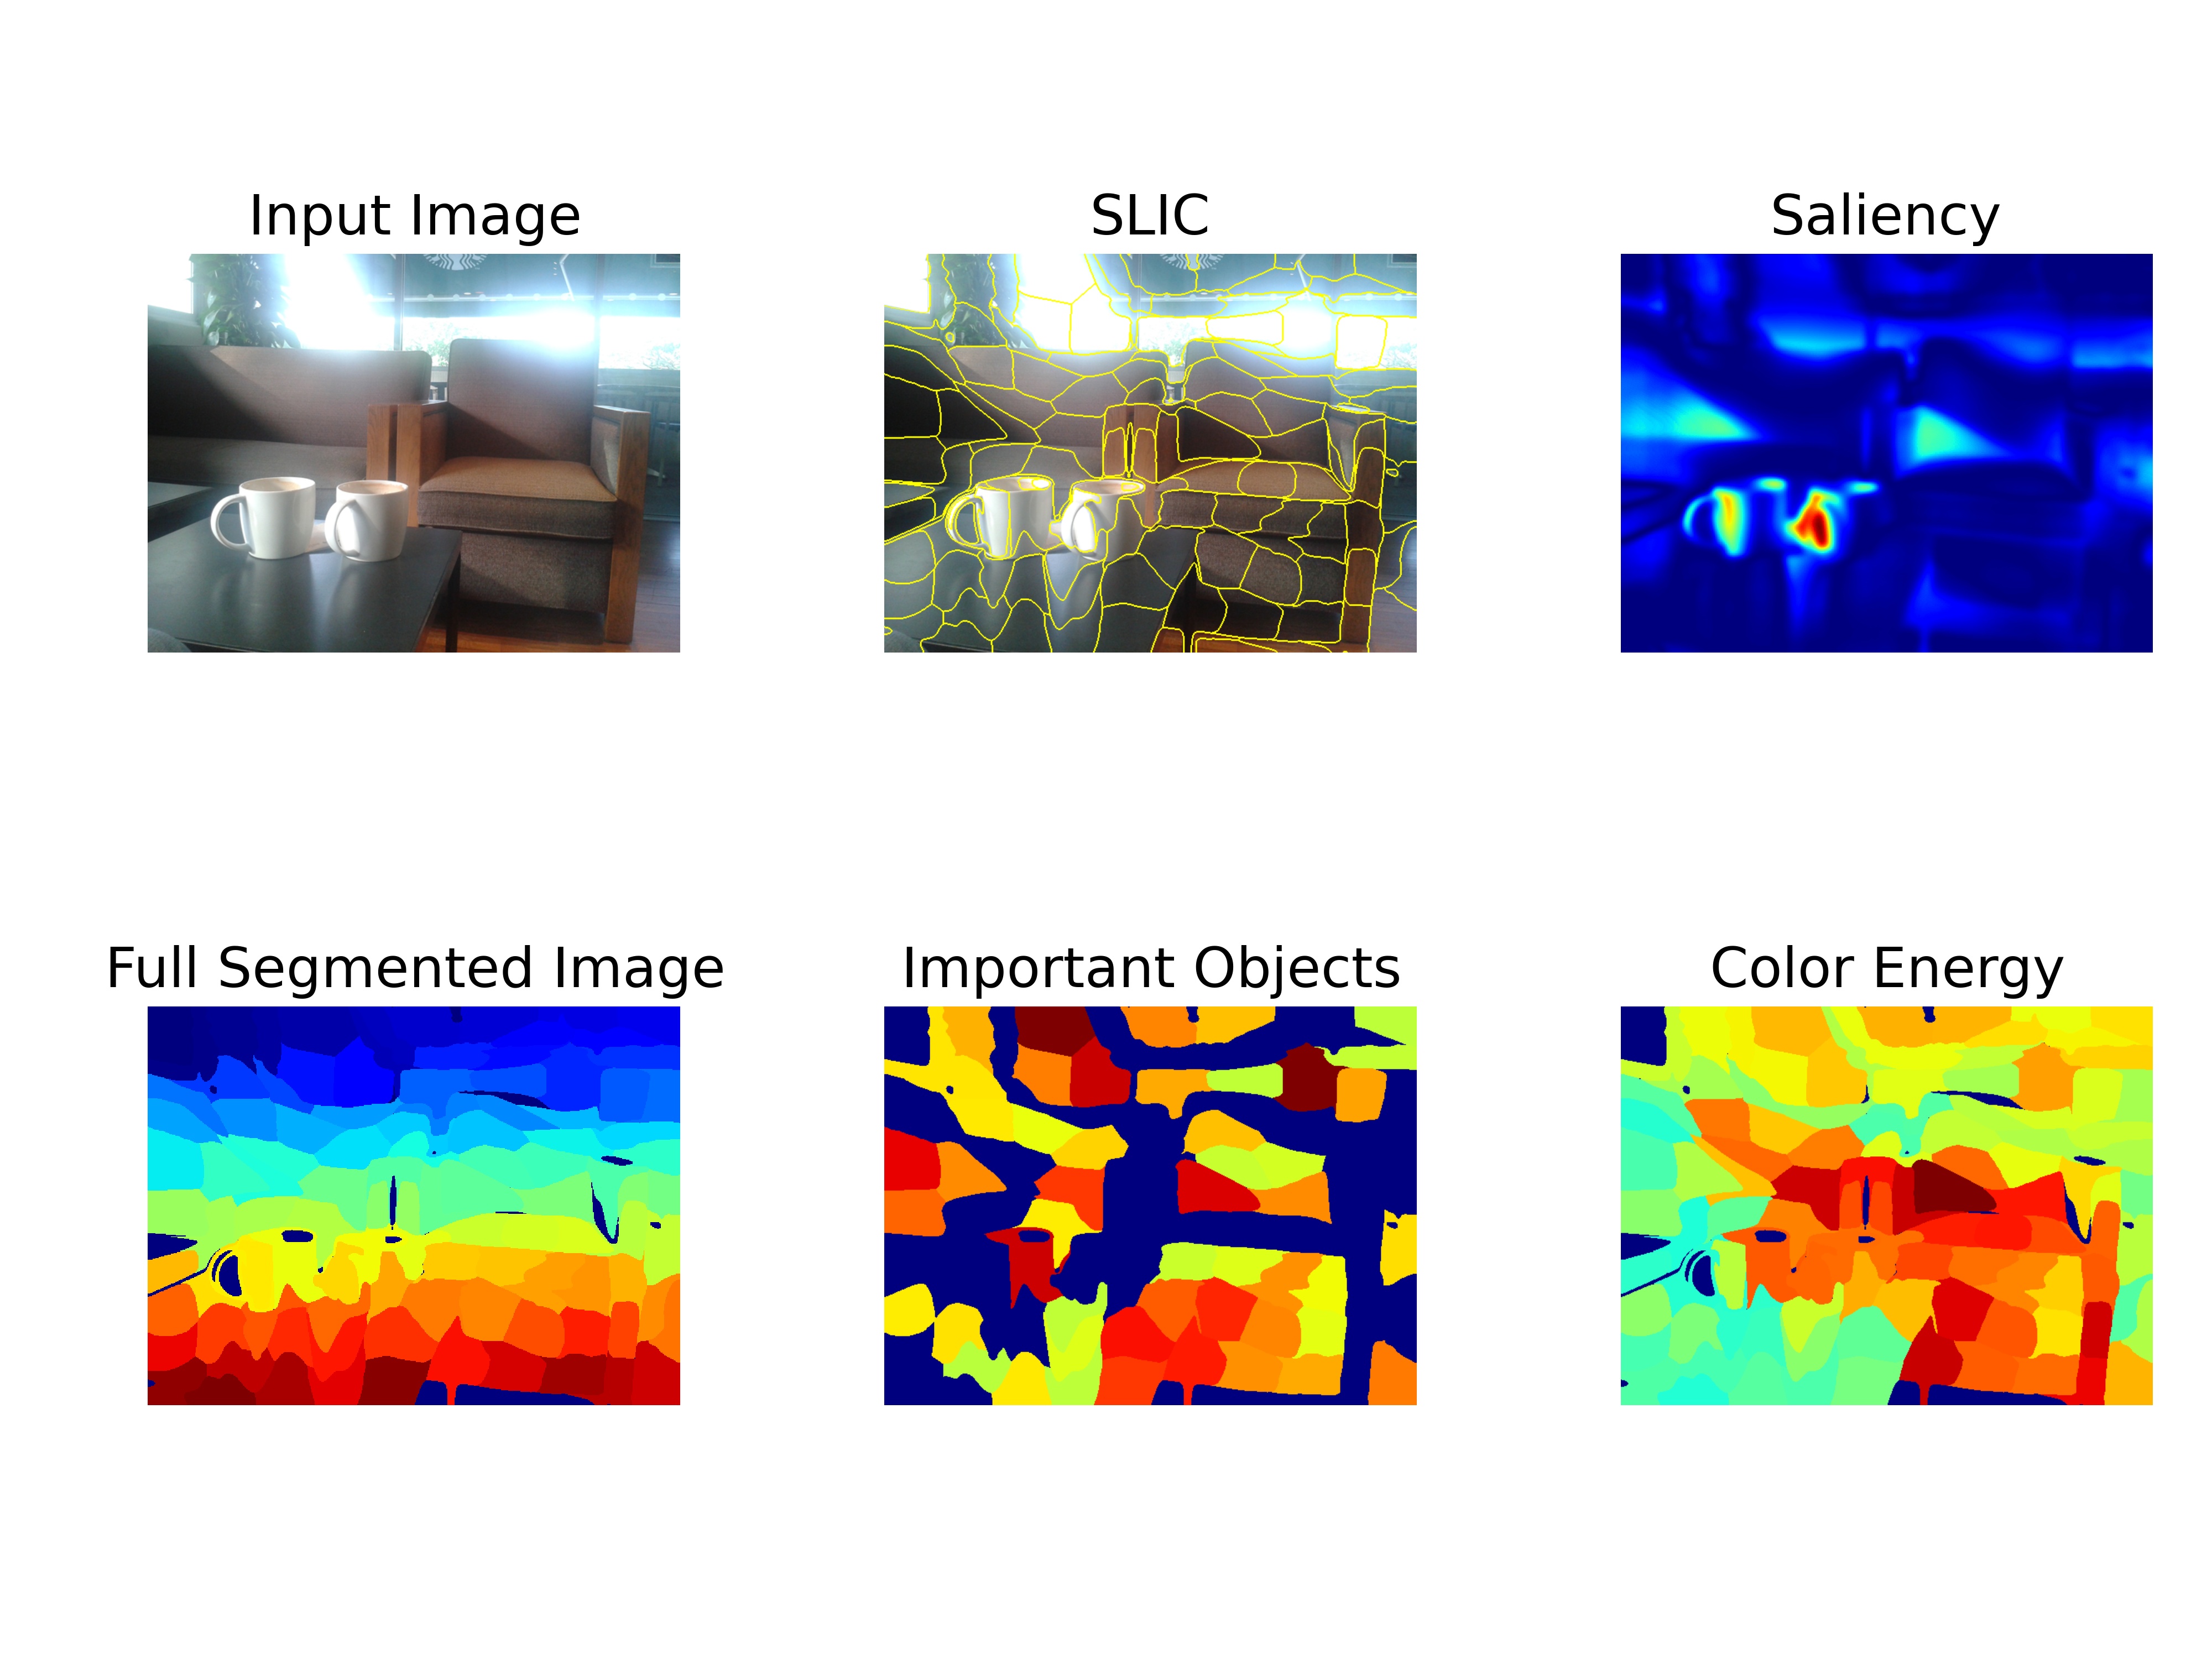 Input Image
SLIC
Saliency
Full Segmented Image
Important Objects
Color Energy